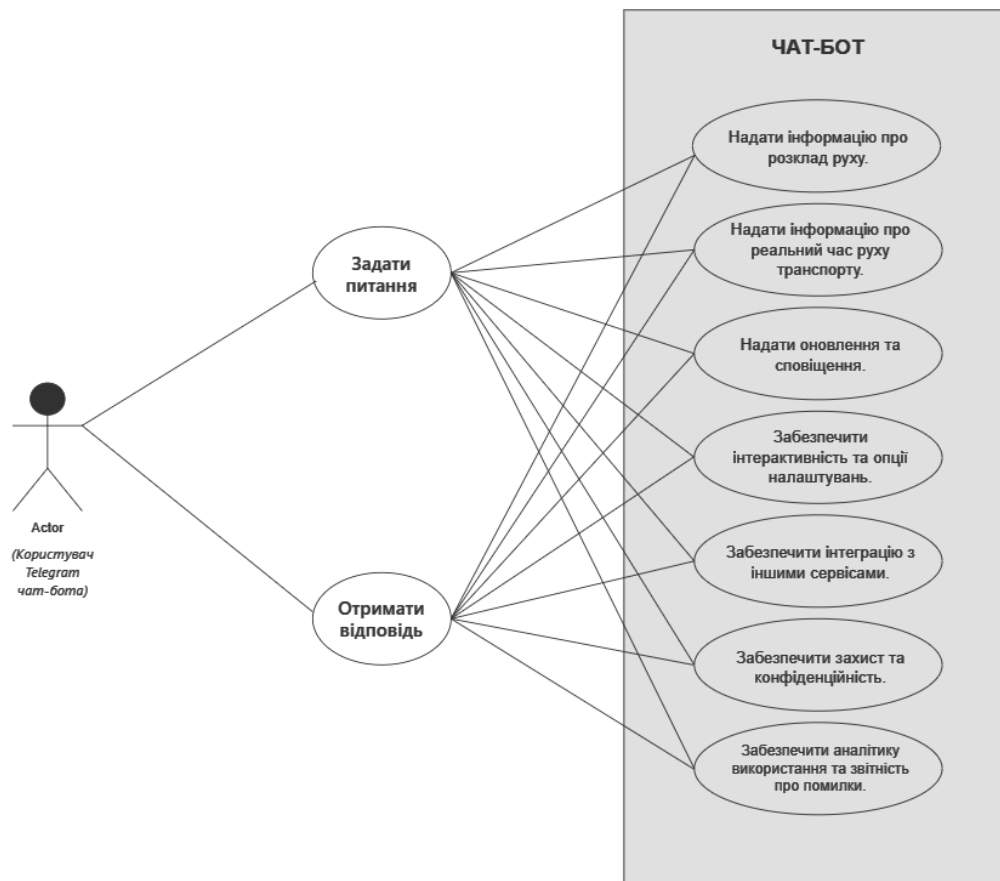 ЧАТ-БОТ
Надати інформацію про
розклад руху.
Надати інформацію про
реальний час руху
транспорту.
Надати оновлення та
сповіщення.
Забезпечити
інтерактивність та опції
налаштувань.
Забезпечити інтеграцію з
іншими сервісами.
Забезпечити захист та
конфіденційність.
Забезпечити аналітику
використання та звітність
про помилки.
Задати
питання
Отримати
відповідь
Actor
(Користувач
Telegram
чат-бота)